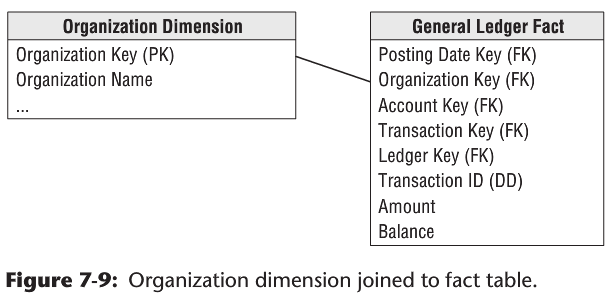 Organization Dimension
Organization Key (PK)
Organization Name
...
General Ledger Fact
Posting Date Key (FK)
Organization Key (FK)
Account Key (FK)
Transaction Key (FK)
Ledger Key (FK)
Transaction ID (DD)
Amount
Balance
Figure 7-9: Organization dimension joined to fact table.